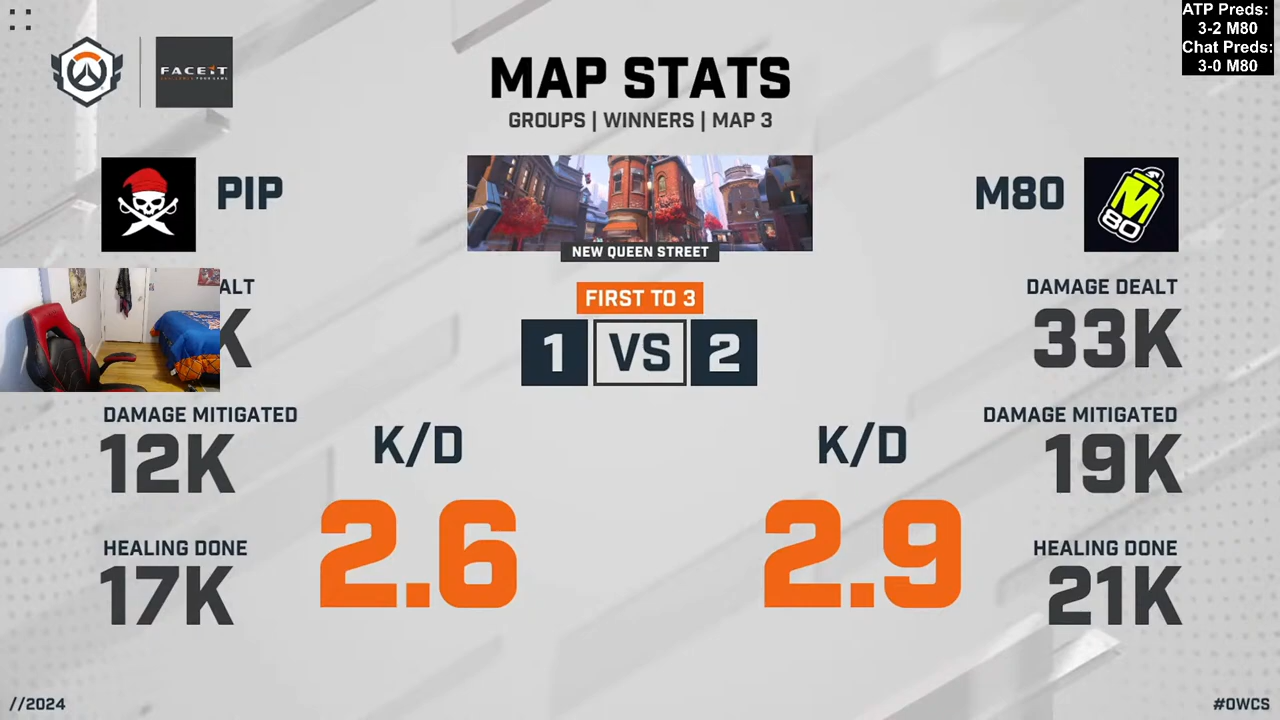 ATP Preds:
3-2 M80
Chat Preds:
3-0 M80
FACEIT
MAP STATS
GROUPS | WINNERS | MAP 3
PIP
M80
M
80
NEW QUEEN STREET
FIRST TO 3
1 VS 2
ALT
K
DAMAGE DEALT
33K
DAMAGE MITIGATED
12K
HEALING DONE
17K
K/D
2.6
K/D
2.9
DAMAGE MITIGATED
19K
HEALING DONE
21K
//2024
#OWCS